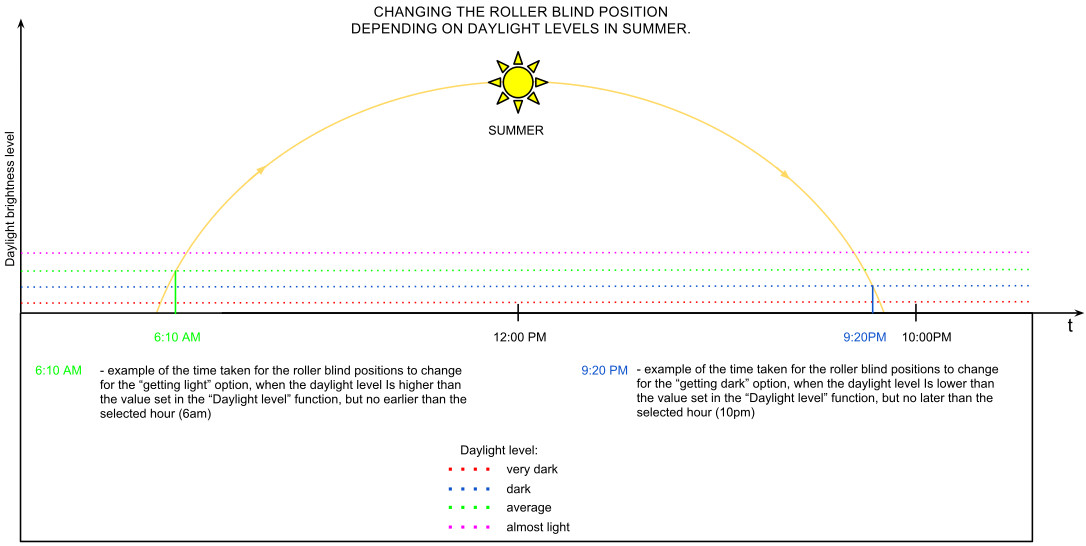 CHANGING THE ROLLER BLIND POSITION
DEPENDING ON DAYLIGHT LEVELS IN SUMMER.
SUMMER
Daylight brightness level
t
6:10 AM
12:00 PM
9:20PM
10:00PM
6:10 AM
- example of the time taken for the roller blind positions to change
for the “getting light” option, when the daylight level Is higher than
the value set in the “Daylight level” function, but no earlier than the
selected hour (6am)
9:20 PM
- example of the time taken for the roller blind positions to change
for the “getting dark” option, when the daylight level Is lower than
the value set in the “Daylight level” function, but no later than the
selected hour (10pm)
Daylight level:
very dark
dark
average
almost light